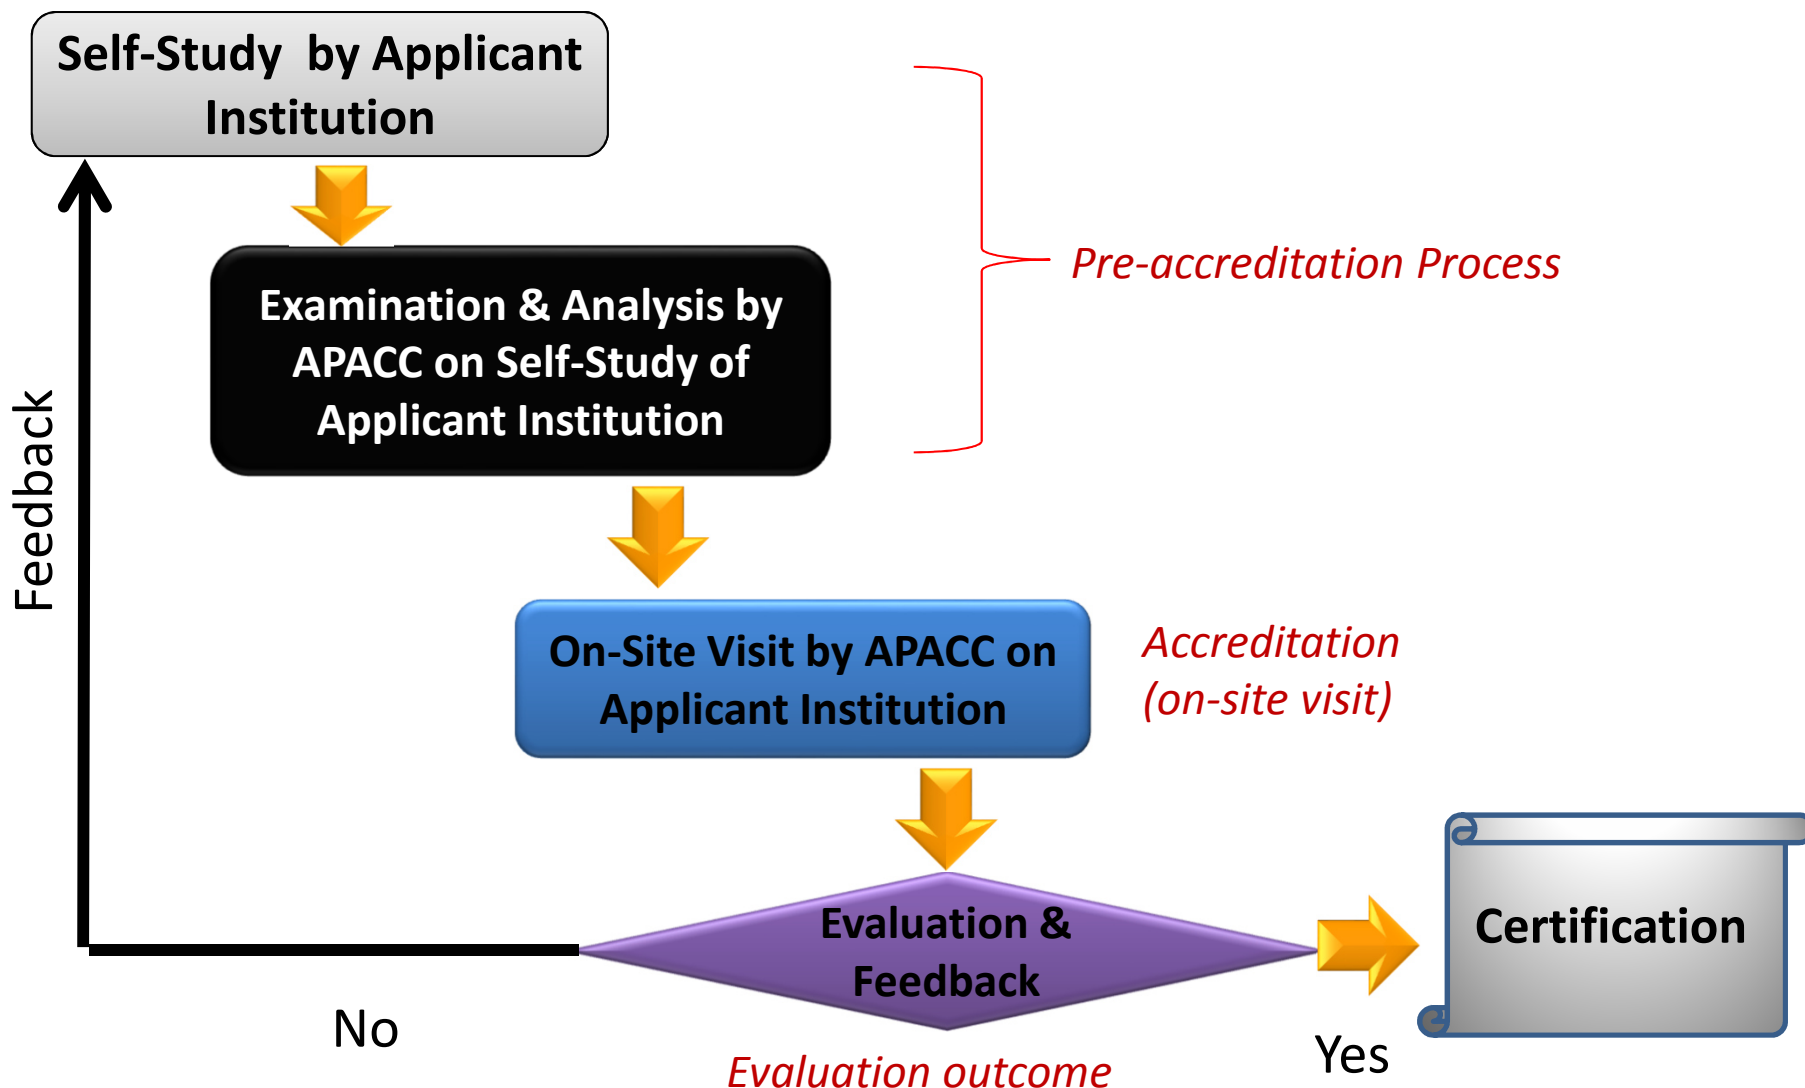 Self-Study by Applicant
Institution
Pre-accreditation Process
Examination & Analysis by
APACC on Self-Study of
Applicant Institution
Feedback
On-Site Visit by APACC on
Applicant Institution
Accreditation
(on-site visit)
Evaluation &
Feedback
Certification
No
Yes
Evaluation outcome